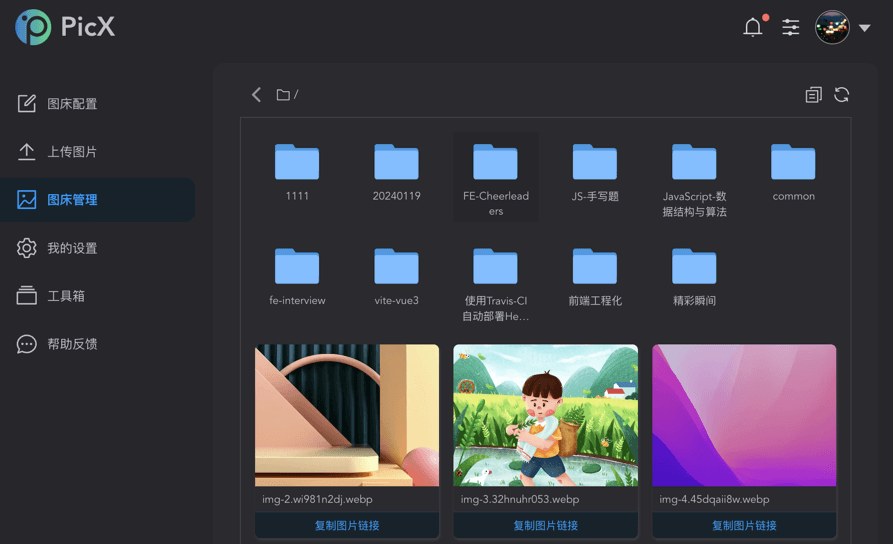 PicX
图床配置
上传图片
图床管理
我的设置
工具箱
帮助反馈
/
1111
20240119
FE-Cheerlead
ers
JS-手写题
JavaScript-数
据结构与算法
common
fe-interview
vite-vue3
使用Travis-CI
自动部署He...
前端工程化
精彩瞬间
img-2.wi981n2dj.webp
img-3.32hnuhr053.webp
img-4.45dqaii8w.webp
复制图片链接
复制图片链接
复制图片链接